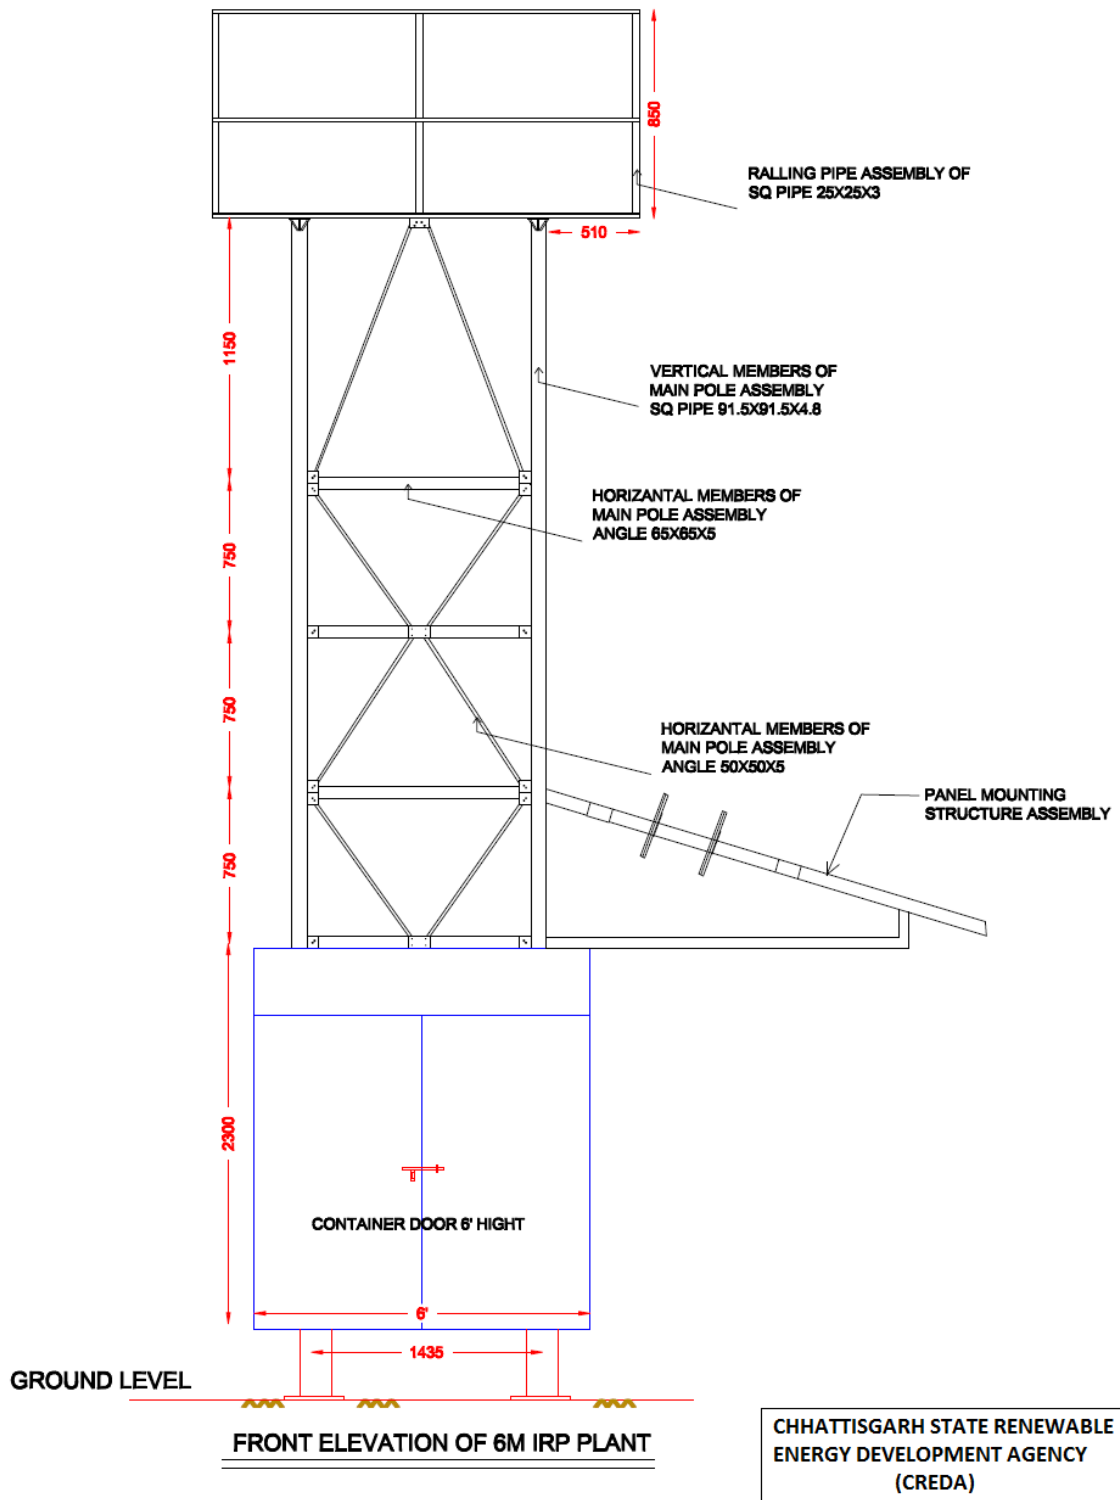 850
RALLING PIPE ASSEMBLY OF
SQ PIPE 25X25X3
510
1150
VERTICAL MEMBERS OF
MAIN POLE ASSEMBLY
SQ PIPE 91.5X91.5X4.8
HORIZANTAL MEMBERS OF
MAIN POLE ASSEMBLY
ANGLE 65X65X5
750
750
HORIZANTAL MEMBERS OF
MAIN POLE ASSEMBLY
ANGLE 50X50X5
PANEL MOUNTING
STRUCTURE ASSEMBLY
750
2300
CONTAINER DOOR 6' HIGHT
6'
1435
GROUND LEVEL
FRONT ELEVATION OF 6M IRP PLANT
CHHATTISGARH STATE RENEWABLE
ENERGY DEVELOPMENT AGENCY
(CREDA)